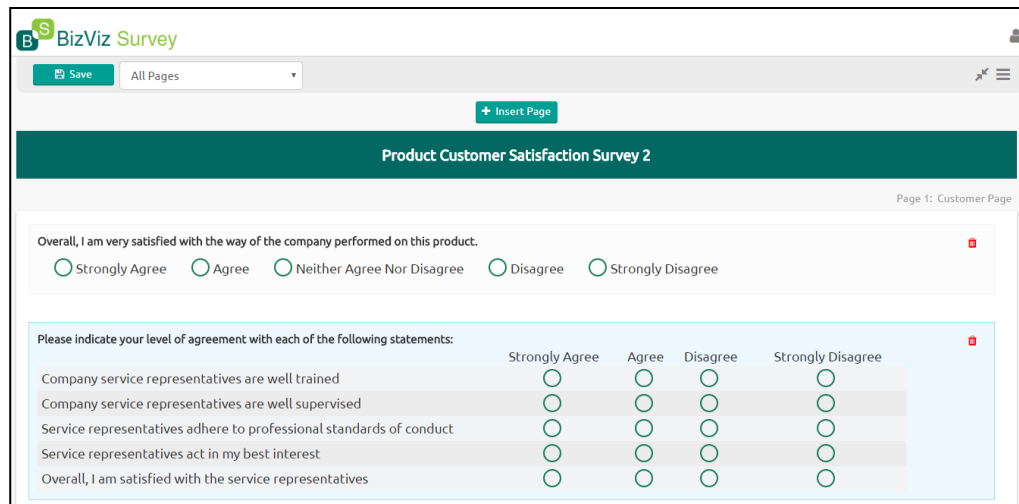 BS BizViz Survey
Save All Pages
+ Insert Page
Product Customer Satisfaction Survey 2
Page 1: Customer Page
Overall, I am very satisfied with the way of the company performed on this product.
Strongly Agree Agree Neither Agree Nor Disagree Disagree Strongly Disagree
Please indicate your level of agreement with each of the following statements:
Strongly Agree Agree Disagree Strongly Disagree
Company service representatives are well trained
Company service representatives are well supervised
Service representatives adhere to professional standards of conduct
Service representatives act in my best interest
Overall, I am satisfied with the service representatives